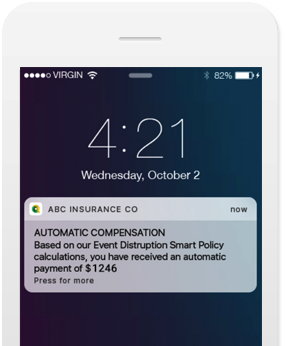 VIRGIN 82%
4:21
Wednesday, October 2
ABC INSURANCE CO now
AUTOMATIC COMPENSATION
Based on our Event Distruption Smart Policy
calculations, you have received an automatic
payment of $1246
Press for more